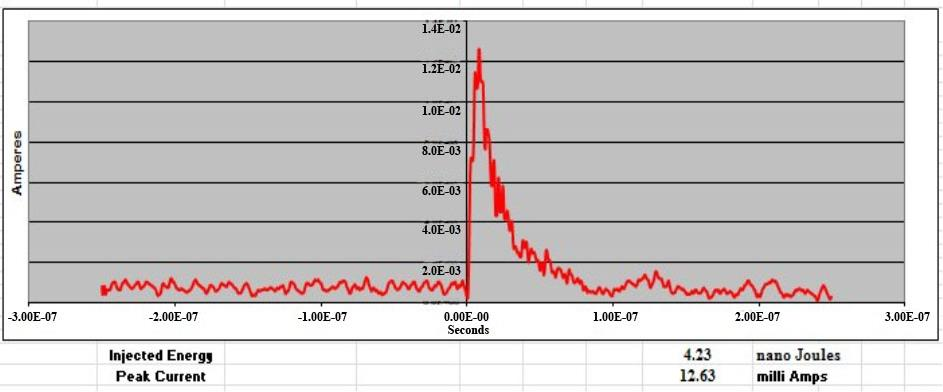 Amperes
1.4E-02
1.2E-02
1.0E-02
8.0E-03
6.0E-03
4.0E-03
2.0E-03
-3.00E-07 -2.00E-07 -1.00E-07 0.00E-00 1.00E-07 2.00E-07 3.00E-07
Seconds
Injected Energy 4.23 nano Joules
Peak Current 12.63 milli Amps